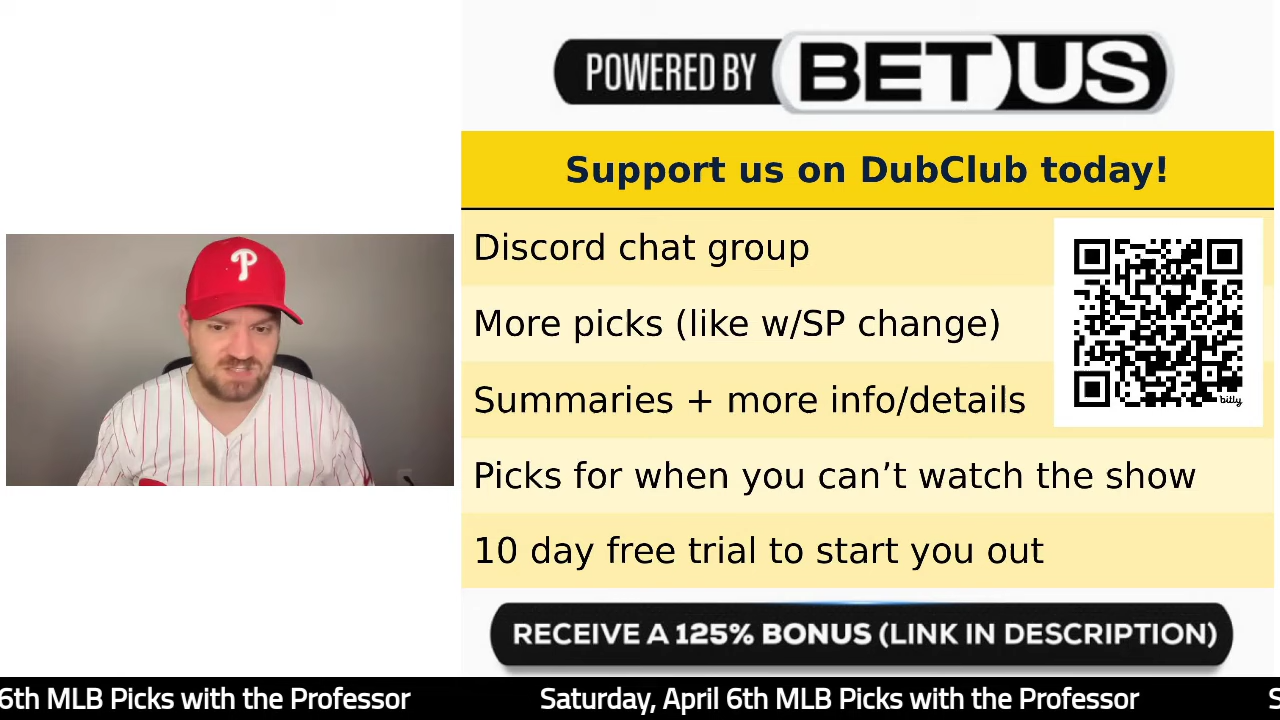 POWERED BY BETUS
Support us on DubClub today!
Discord chat group
More picks (like w/SP change)
Summaries + more info/details
bitly
Picks for when you can’t watch the show
10 day free trial to start you out
RECEIVE A 125% BONUS (LINK IN DESCRIPTION)
P
6th MLB Picks with the Professor Saturday, April 6th MLB Picks with the Professor S